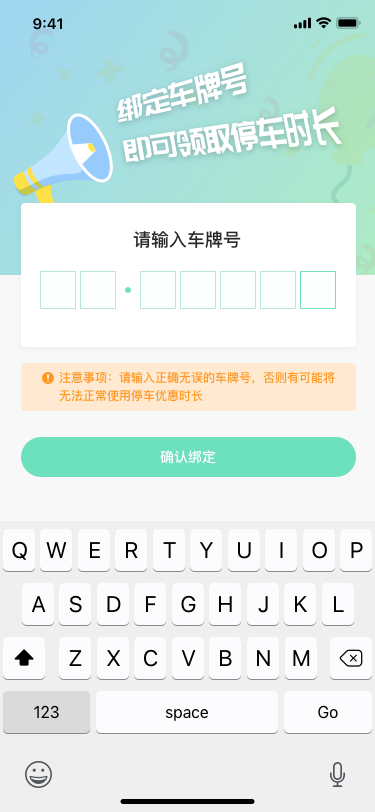 9:41
绑定车牌号
即可领取停车时长
请输入车牌号
注意事项：请输入正确无误的车牌号，否则有可能将
无法正常使用停车优惠时长
确认绑定
Q W E R T Y U I O P
A S D F G H J K L
Z X C V B N M
123 space Go